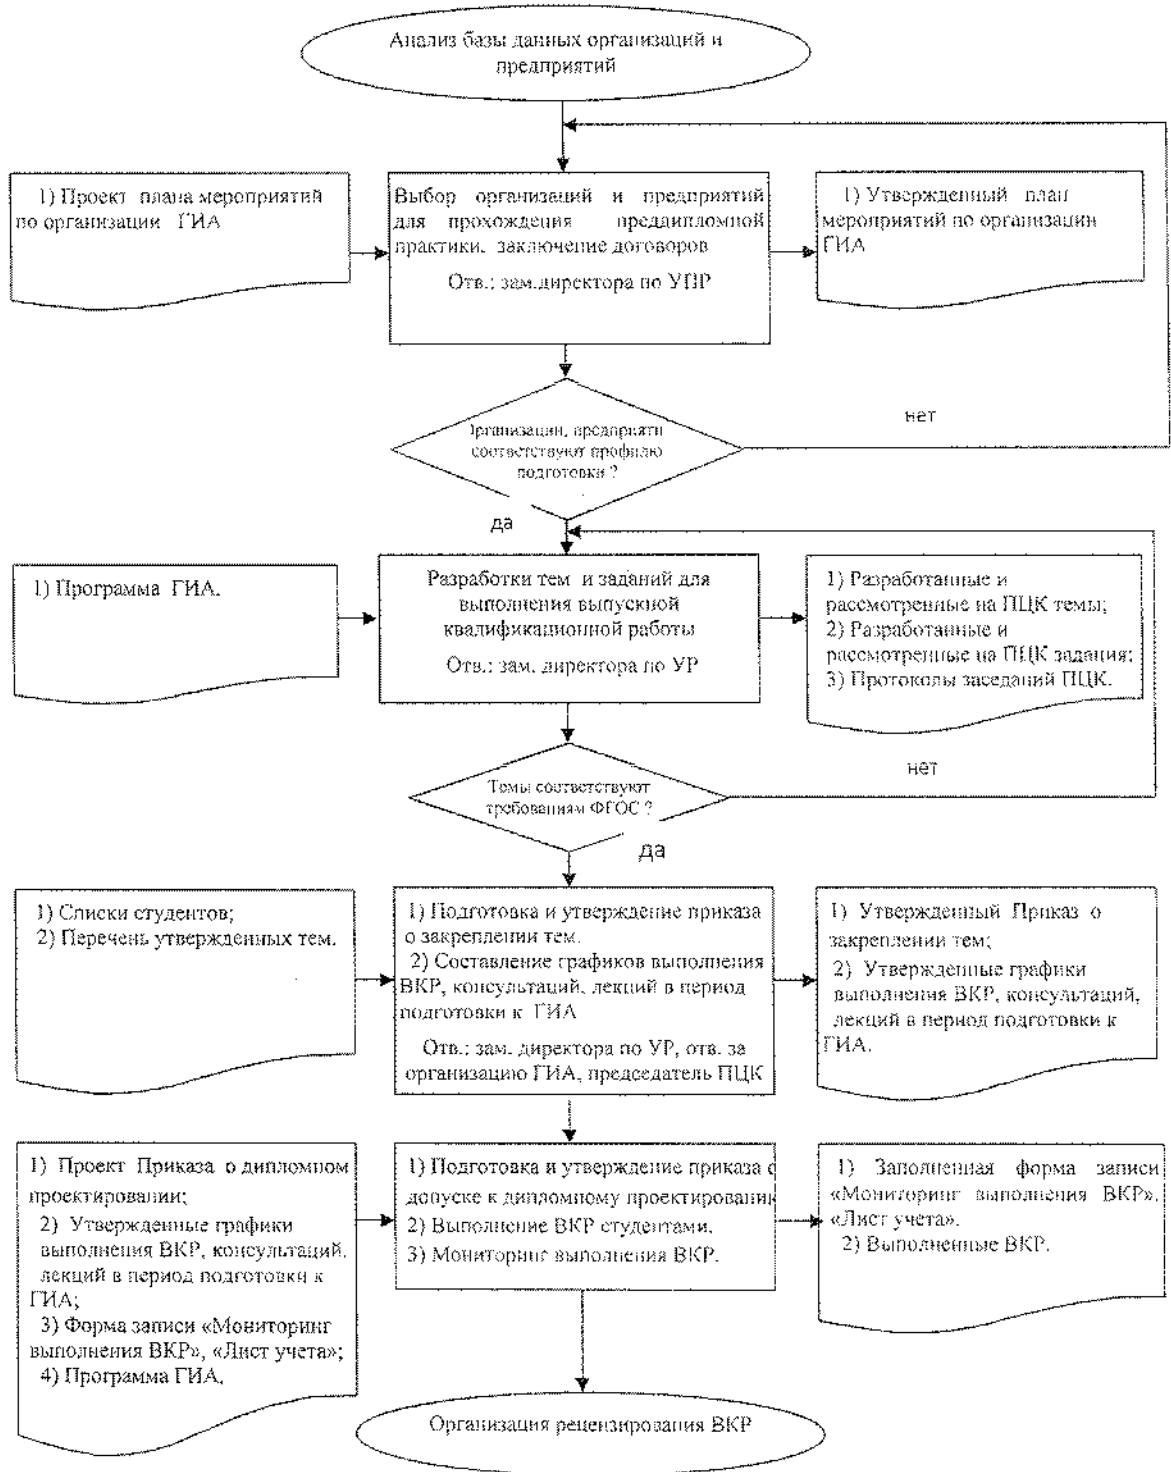 Анализ базы данных организаций и
предприятий
1) Проект плана мероприятий
по организации ГИА
Выбор организаций и предприятий
для прохождения преддипломной
практики, заключение договоров
Отв.: зам.директора по УПР
1) Утвержденный план
мероприятий по организации
ГИА
рганизации, предприяти
соответствуют профилю
подготовки ?
нет
да
1) Программа ГИА.
Разработки тем и заданий для
выполнения выпускной
квалификационной работы
Отв.: зам. директора по УР
1) Разработанные и
рассмотренные на ПЦК темы;
2) Разработанные и
рассмотренные на ПЦК задания;
3) Протоколы заседаний ПЦК.
Темы соответствуют
требованиям ФГОС ?
нет
да
1) Списки студентов;
2) Перечень утвержденных тем.
1) Подготовка и утверждение приказа
о закреплении тем.
2) Составление графиков выполнения
ВКР, консультаций, лекций в период
подготовки к ГИА
Отв.: зам. директора по УР, отв. за
организацию ГИА, председатель ПЦК
1) Утвержденный Приказ о
закреплении тем;
2) Утвержденные графики
выполнения ВКР, консультаций,
лекций в период подготовки к
ГИА.
1) Проект Приказа о дипломном
проектировании;
2) Утвержденные графики
выполнения ВКР, консультаций.
лекций в период подготовки к
ГИА;
3) Форма записи «Мониторинг
выполнения ВКР», «Лист учета»;
4) Программа ГИА.
1) Подготовка и утверждение приказа о
допуске к дипломному проектировани
2) Выполнение ВКР студентами.
3) Мониторинг выполнения ВКР.
1) Заполненная форма записи
«Мониторинг выполнения ВКР».
«Лист учета».
2) Выполненные ВКР.
Организация рецензирования ВКР